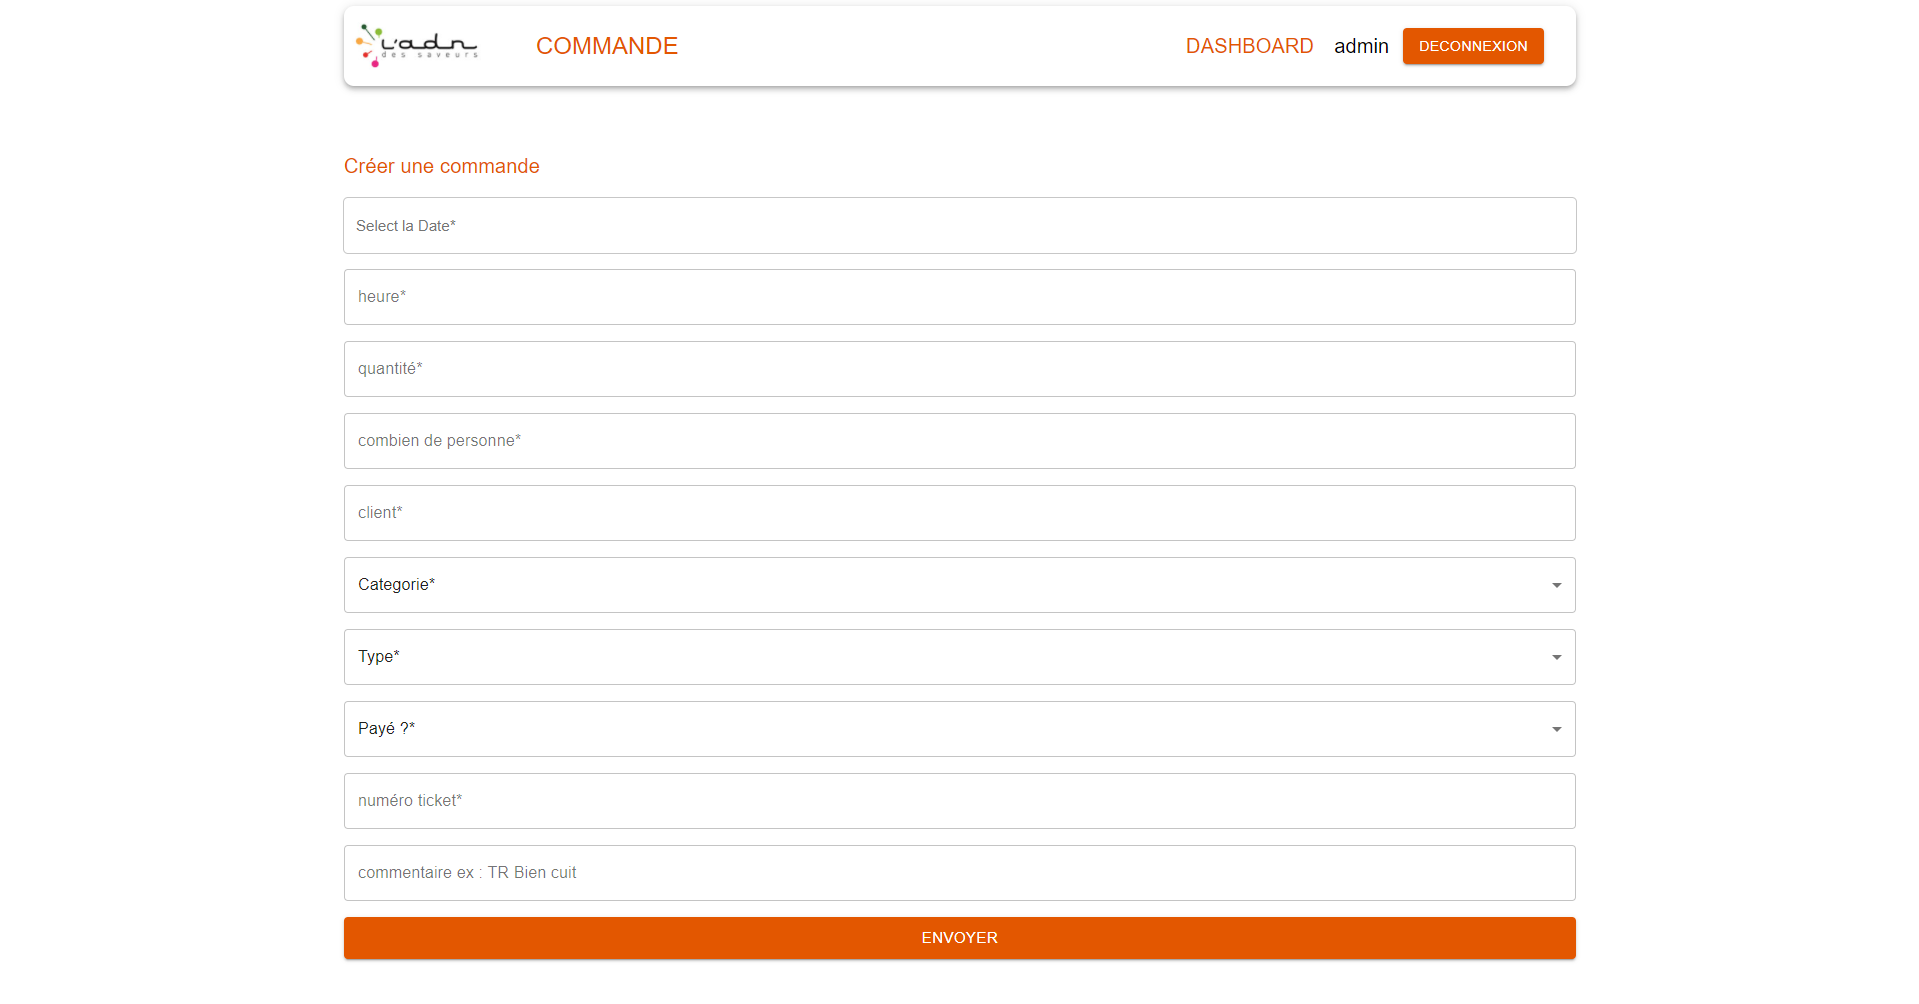 l'adn
des saveurs
COMMANDE
DASHBOARD
admin
DECONNEXION
Créer une commande
Select la Date*
heure*
quantité*
combien de personne*
client*
Categorie*
Type*
Payé ?*
numéro ticket*
commentaire ex : TR Bien cuit
ENVOYER